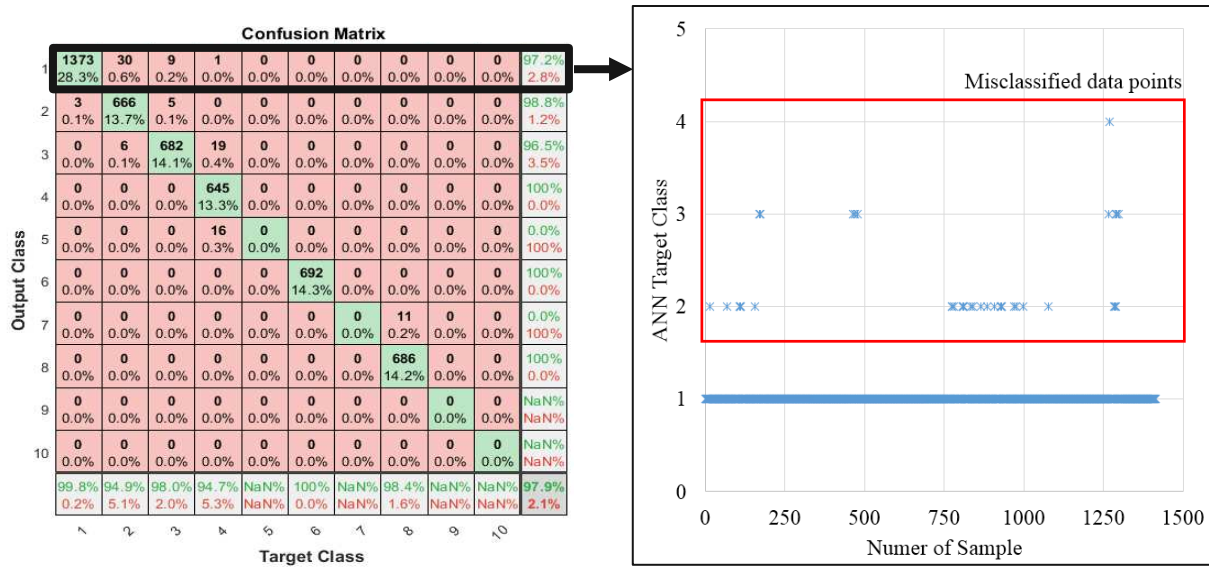 Confusion Matrix
1 1373 30 9 1 0 0 0 0 0 0 97.2%
28.3% 0.6% 0.2% 0.0% 0.0% 0.0% 0.0% 0.0% 0.0% 0.0% 2.8%
2 3 666 5 0 0 0 0 0 0 0 98.8%
0.1% 13.7% 0.1% 0.0% 0.0% 0.0% 0.0% 0.0% 0.0% 0.0% 1.2%
3 0 6 682 19 0 0 0 0 0 0 96.5%
0.0% 0.1% 14.1% 0.4% 0.0% 0.0% 0.0% 0.0% 0.0% 0.0% 3.5%
4 0 0 0 645 0 0 0 0 0 0 100%
0.0% 0.0% 0.0% 13.3% 0.0% 0.0% 0.0% 0.0% 0.0% 0.0% 0.0%
5 0 0 0 16 0 0 0 0 0 0 0.0%
0.0% 0.0% 0.0% 0.3% 0.0% 0.0% 0.0% 0.0% 0.0% 0.0% 100%
6 0 0 0 0 0 692 0 0 0 0 100%
0.0% 0.0% 0.0% 0.0% 0.0% 14.3% 0.0% 0.0% 0.0% 0.0% 0.0%
7 0 0 0 0 0 0 0 11 0 0 0.0%
0.0% 0.0% 0.0% 0.0% 0.0% 0.0% 0.0% 0.2% 0.0% 0.0% 100%
8 0 0 0 0 0 0 0 686 0 0 100%
0.0% 0.0% 0.0% 0.0% 0.0% 0.0% 0.0% 14.2% 0.0% 0.0% 0.0%
9 0 0 0 0 0 0 0 0 0 0 NaN%
0.0% 0.0% 0.0% 0.0% 0.0% 0.0% 0.0% 0.0% 0.0% 0.0% NaN%
10 0 0 0 0 0 0 0 0 0 0 NaN%
0.0% 0.0% 0.0% 0.0% 0.0% 0.0% 0.0% 0.0% 0.0% 0.0% NaN%
99.8% 94.9% 98.0% 94.7% NaN% 100% NaN% 98.4% NaN% NaN% 97.9%
0.2% 5.1% 2.0% 5.3% NaN% 0.0% NaN% 1.6% NaN% NaN% 2.1%
1 2 3 4 5 6 7 8 9 10
Target Class
Output Class
5
Misclassified data points
4
3
2
1
0
ANN Target Class
0 250 500 750 1000 1250 1500
Numer of Sample